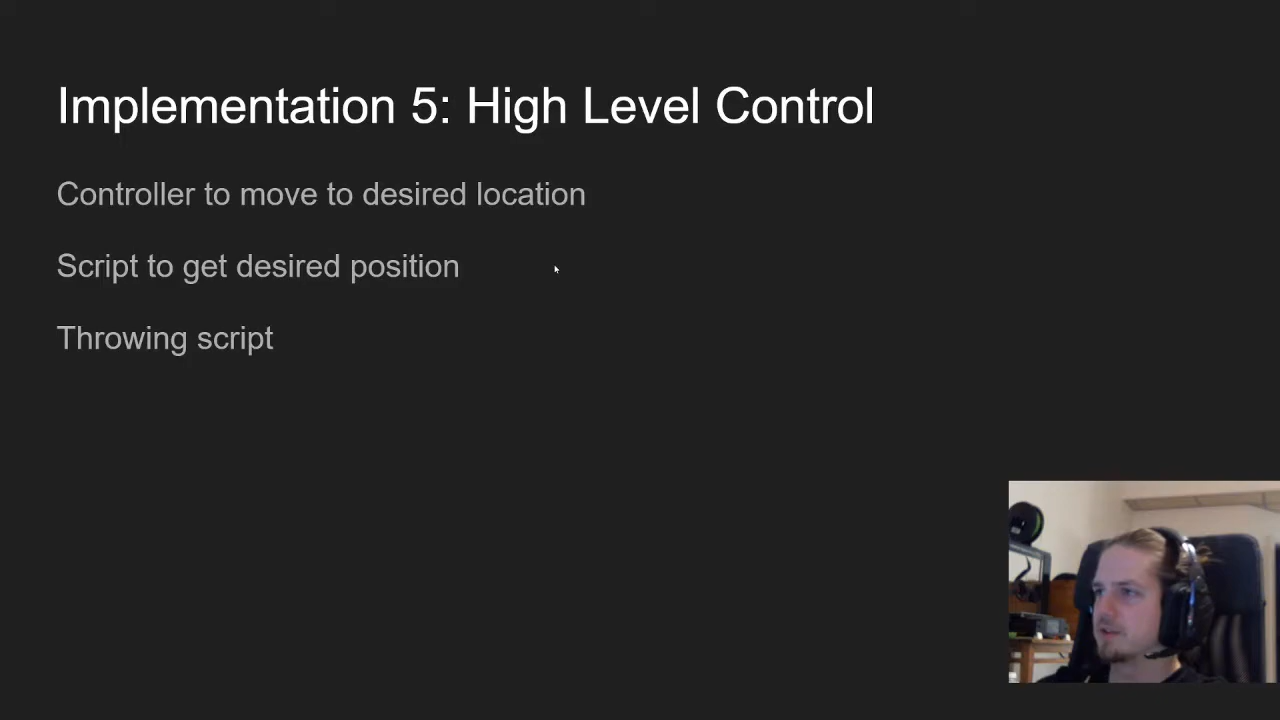 Implementation 5: High Level Control
Controller to move to desired location
Script to get desired position
Throwing script